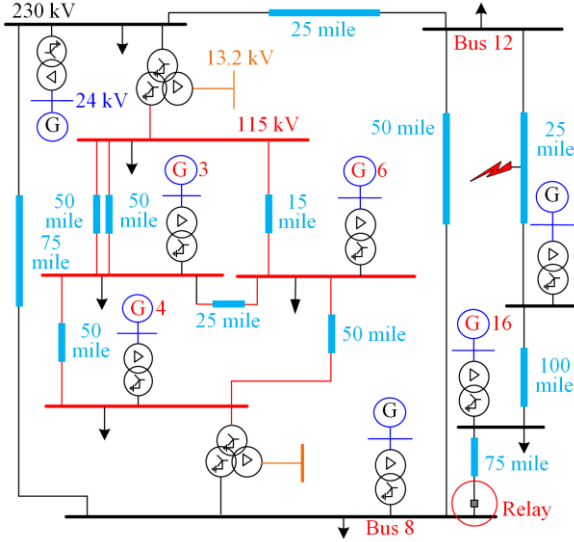 230 kV
25 mile
Bus 12
13.2 kV
24 kV
G
115 kV
50 mile
25
mile
50
mile
50
mile
G 3
15
mile
G 6
G
75
mile
25 mile
G 4
50 mile
G 16
50
mile
100
mile
G
75 mile
Relay
Bus 8